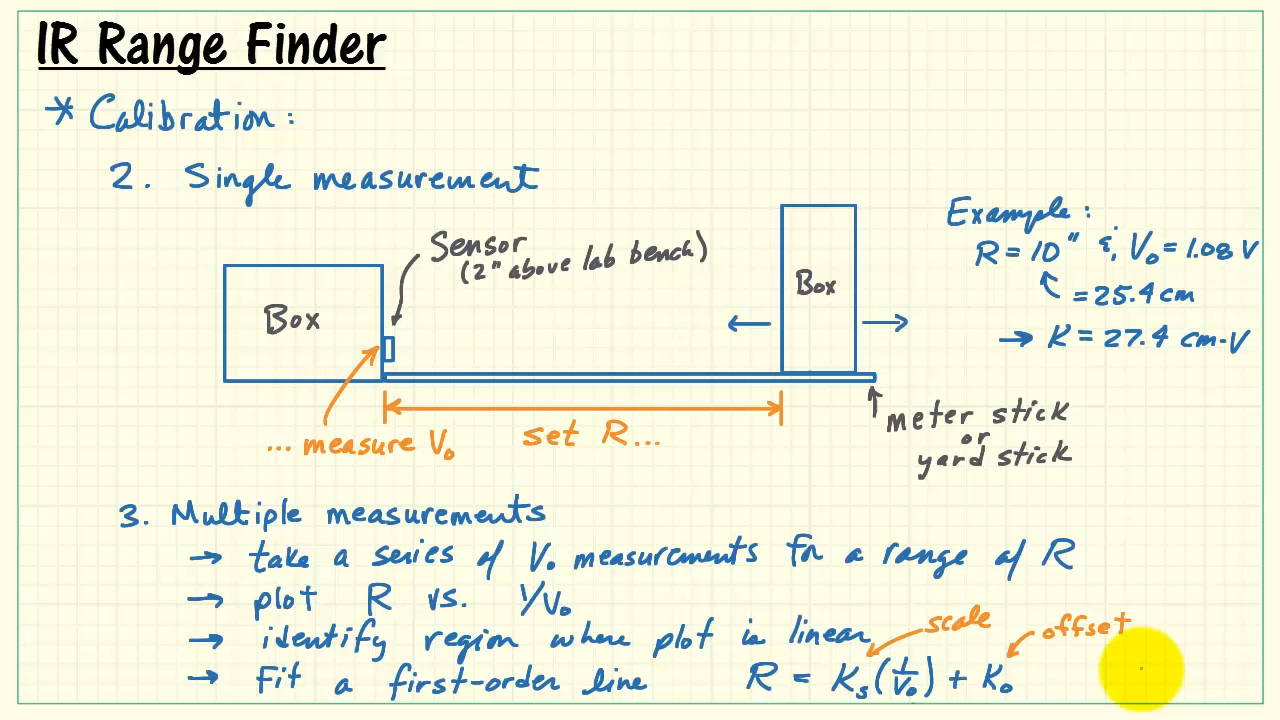 IR Range Finder
* Calibration:
2. Single measurement
Sensor
(2" above lab bench)
Box
Box
Example:
R = 10" & V₀ = 1.08 V
= 25.4 cm
→ K = 27.4 cm·V
... measure V₀
set R...
meter stick
or
yard stick
3. Multiple measurements
→ take a series of V₀ measurements for a range of R
→ plot R vs. 1/V₀
→ identify region where plot is linear
scale
offset
→ Fit a first-order line R = Kₛ(1/V₀) + K₀